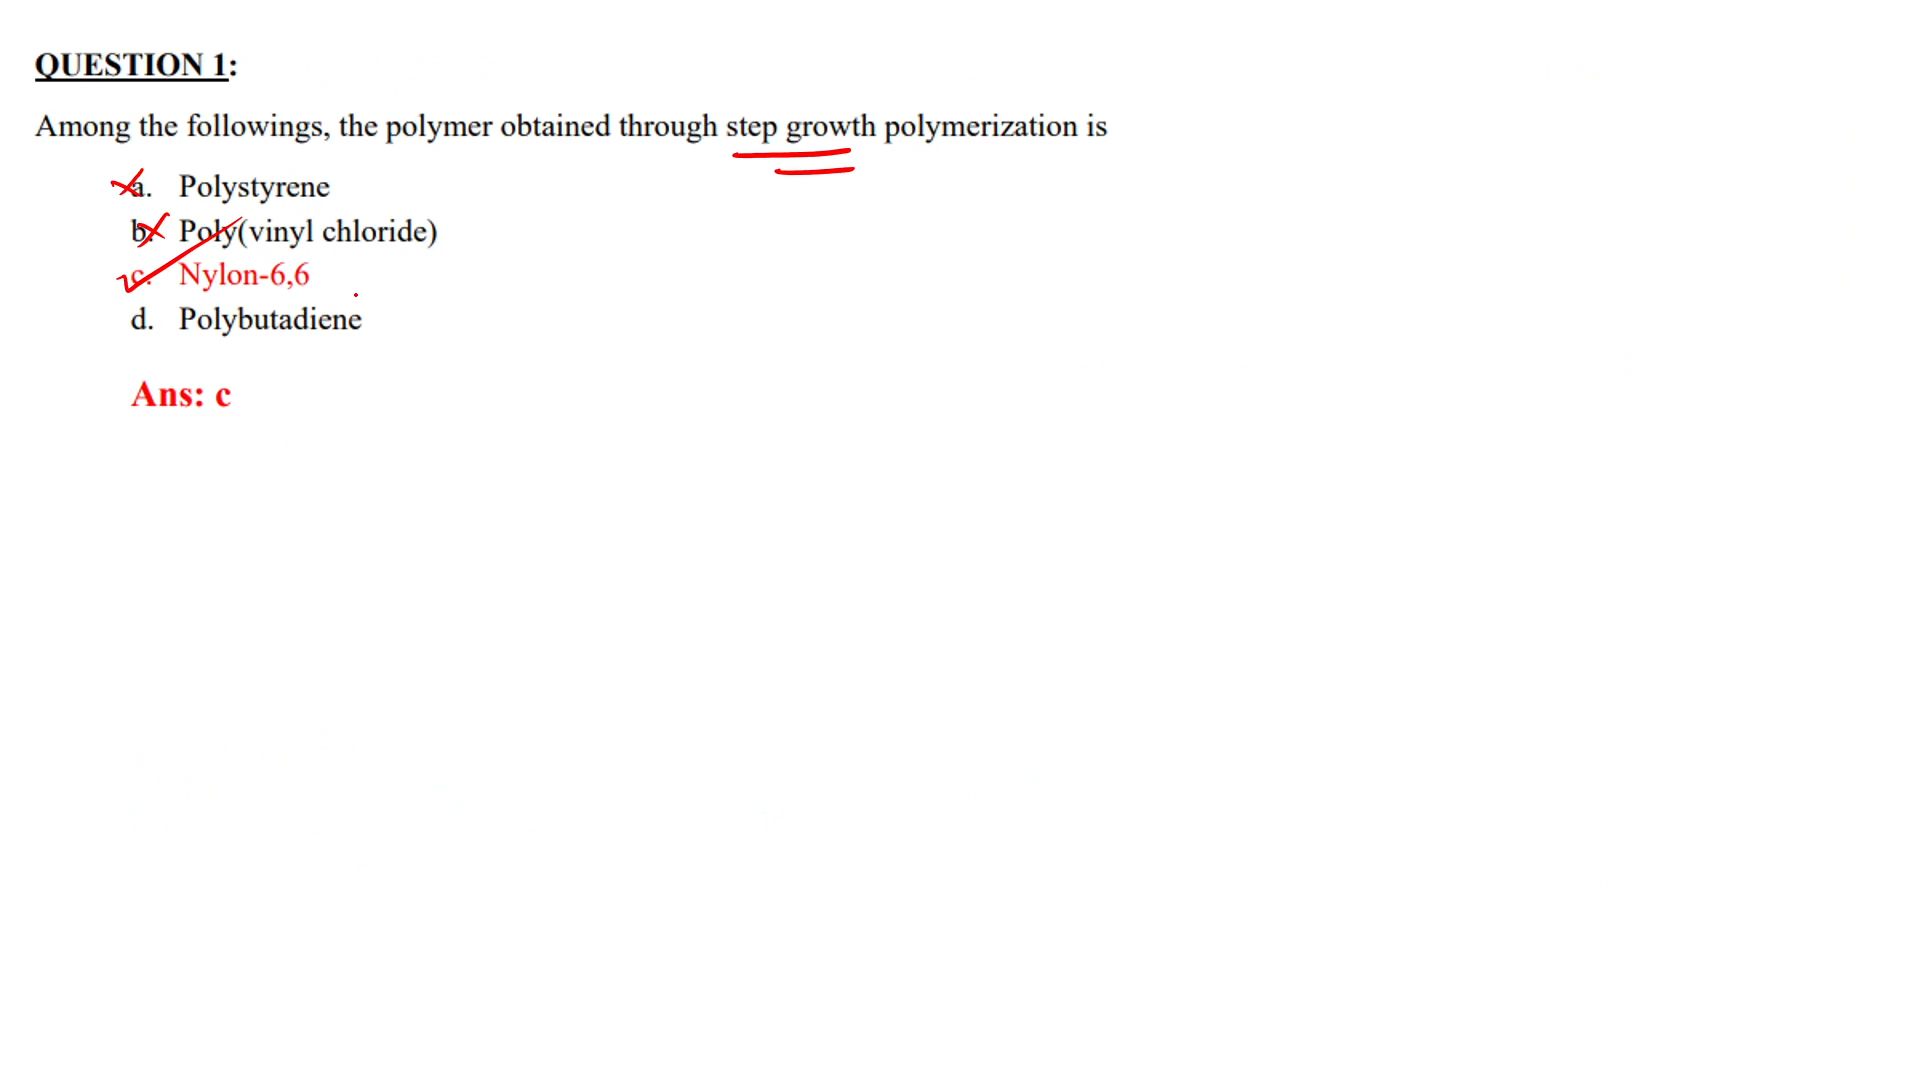 QUESTION 1:
Among the followings, the polymer obtained through step growth polymerization is
a. Polystyrene
b. Poly(vinyl chloride)
c. Nylon-6,6
d. Polybutadiene
Ans: c